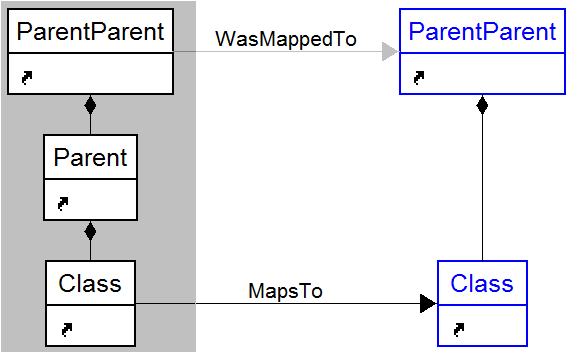 ParentParent
WasMappedTo
ParentParent
Parent
Class
MapsTo
Class